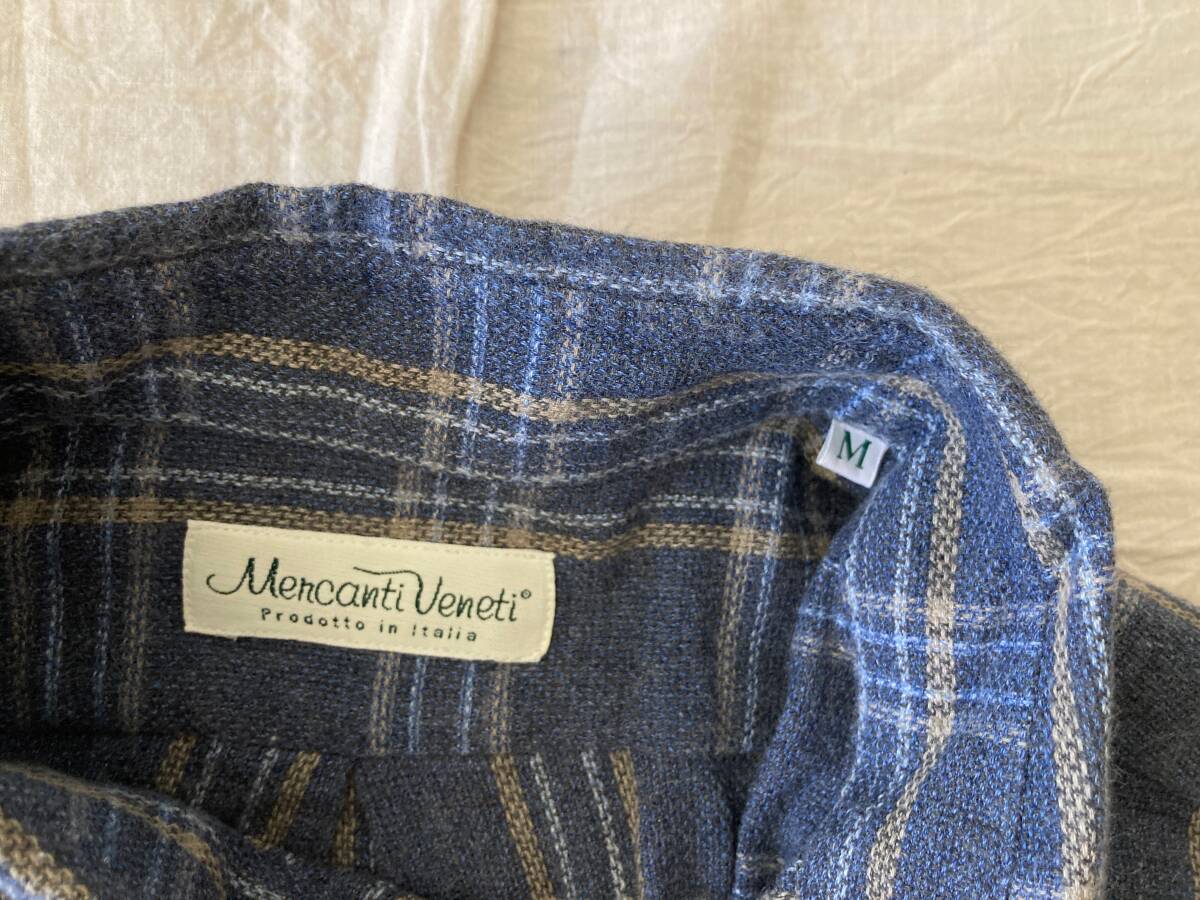 M
Mercanti Veneti®
Prodotto in Italia